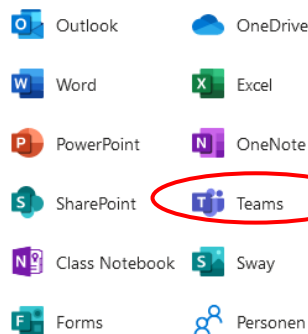 Outlook OneDrive
Word Excel
PowerPoint OneNote
SharePoint Teams
Class Notebook Sway
Forms Personen